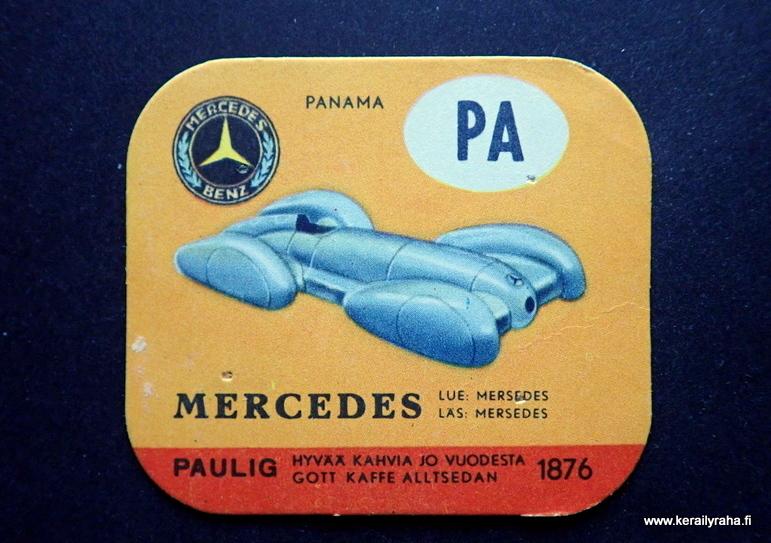 PANAMA
PA
MERCEDES
BENZ
MERCEDES
LUE: MERSEDES
LÄS: MERSEDES
PAULIG
HYVÄÄ KAHVIA JO VUODESTA
GOTT KAFFE ALLTSEDAN
1876
www.kerailyraha.fi